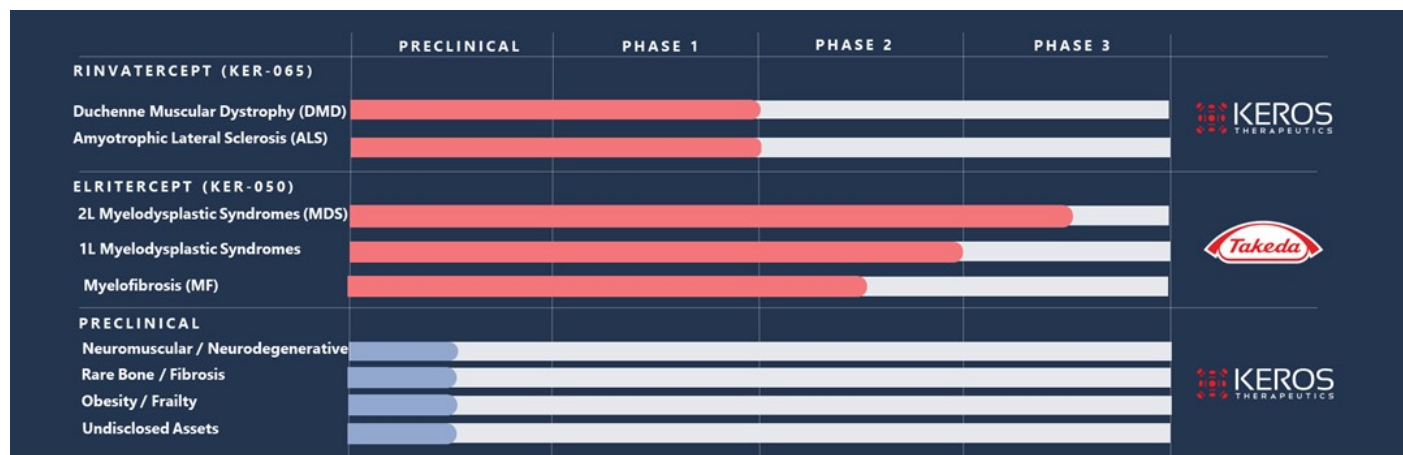 PRECLINICAL PHASE 1 PHASE 2 PHASE 3
RINVATERCEPT (KER-065)
Duchenne Muscular Dystrophy (DMD)
Amyotrophic Lateral Sclerosis (ALS)
KEROS
THERAPEUTICS
ELRITERCEPT (KER-050)
2L Myelodysplastic Syndromes (MDS)
1L Myelodysplastic Syndromes
Myelofibrosis (MF)
Takeda
PRECLINICAL
Neuromuscular / Neurodegenerative
Rare Bone / Fibrosis
Obesity / Frailty
Undisclosed Assets
KEROS
THERAPEUTICS